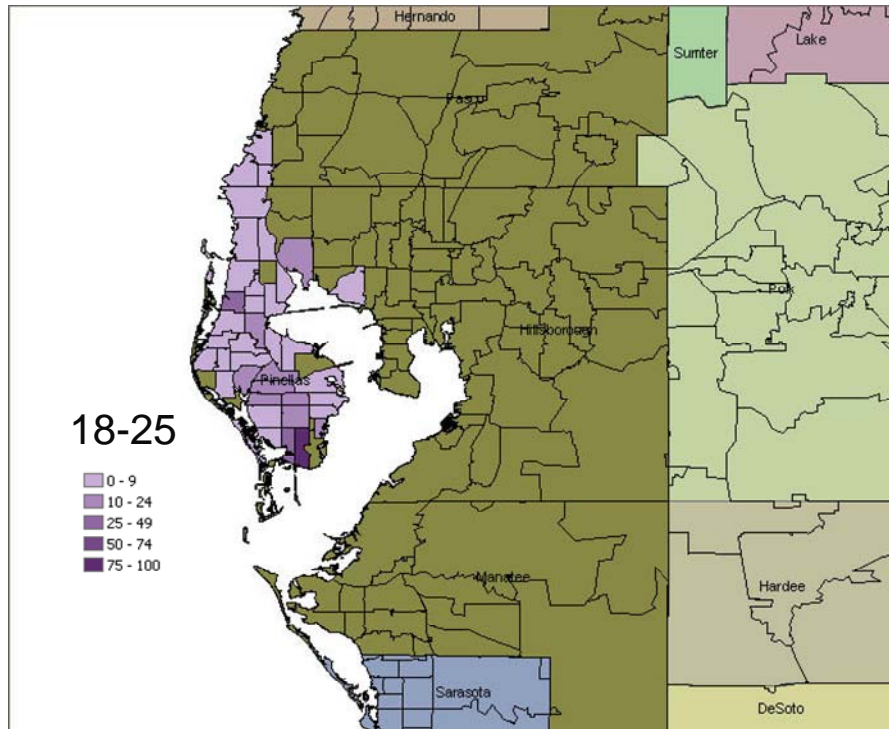 Hernando
Sumter
Lake
Pasco
Polk
Hillsborough
Pinellas
18-25
0 - 9
10 - 24
25 - 49
50 - 74
75 - 100
Manatee
Hardee
Sarasota
DeSoto